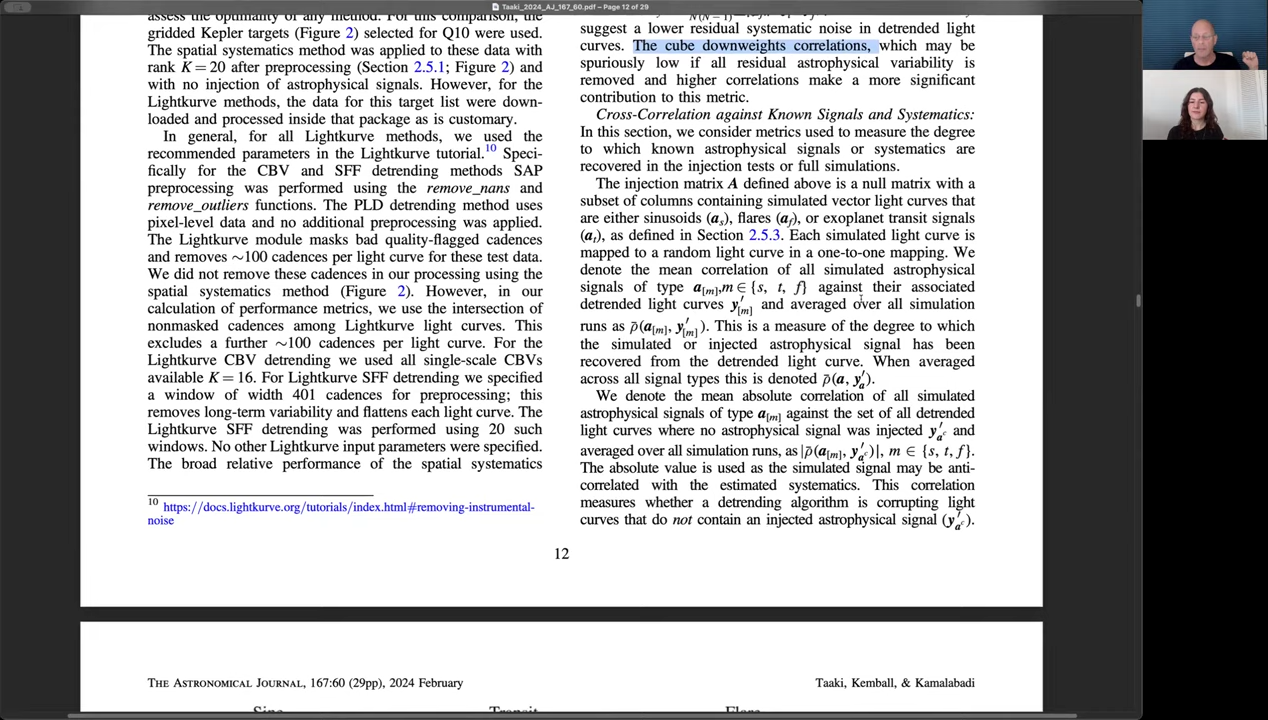 Taaki_2024_AJ_167_60.pdf – Page 12 of 29
assess the optimality of any method. For this comparison, the
gridded Kepler targets (Figure 2) selected for Q10 were used.
The spatial systematics method was applied to these data with
rank K = 20 after preprocessing (Section 2.5.1; Figure 2) and
with no injection of astrophysical signals. However, for the
Lightkurve methods, the data for this target list were down-
loaded and processed inside that package as is customary.
In general, for all Lightkurve methods, we used the
recommended parameters in the Lightkurve tutorial.10 Speci-
fically for the CBV and SFF detrending methods SAP
preprocessing was performed using the remove_nans and
remove_outliers functions. The PLD detrending method uses
pixel-level data and no additional preprocessing was applied.
The Lightkurve module masks bad quality-flagged cadences
and removes ~100 cadences per light curve for these test data.
We did not remove these cadences in our processing using the
spatial systematics method (Figure 2). However, in our
calculation of performance metrics, we use the intersection of
nonmasked cadences among Lightkurve light curves. This
excludes a further ~100 cadences per light curve. For the
Lightkurve CBV detrending we used all single-scale CBVs
available K = 16. For Lightkurve SFF detrending we specified
a window of width 401 cadences for preprocessing; this
removes long-term variability and flattens each light curve. The
Lightkurve SFF detrending was performed using 20 such
windows. No other Lightkurve input parameters were specified.
The broad relative performance of the spatial systematics
10 https://docs.lightkurve.org/tutorials/index.html#removing-instrumental-
noise
N(N−1)
suggest a lower residual systematic noise in detrended light
curves. The cube downweights correlations, which may be
spuriously low if all residual astrophysical variability is
removed and higher correlations make a more significant
contribution to this metric.
Cross-Correlation against Known Signals and Systematics:
In this section, we consider metrics used to measure the degree
to which known astrophysical signals or systematics are
recovered in the injection tests or full simulations.
The injection matrix A defined above is a null matrix with a
subset of columns containing simulated vector light curves that
are either sinusoids (as), flares (af), or exoplanet transit signals
(at), as defined in Section 2.5.3. Each simulated light curve is
mapped to a random light curve in a one-to-one mapping. We
denote the mean correlation of all simulated astrophysical
signals of type a[m],m ∈ {s, t, f} against their associated
detrended light curves y′[m] and averaged over all simulation
runs as ρ̄(a[m], y′[m]). This is a measure of the degree to which
the simulated or injected astrophysical signal has been
recovered from the detrended light curve. When averaged
across all signal types this is denoted ρ̄(a, y′a).
We denote the mean absolute correlation of all simulated
astrophysical signals of type a[m] against the set of all detrended
light curves where no astrophysical signal was injected y′ac and
averaged over all simulation runs, as |ρ̄(a[m], y′ac)|, m ∈ {s, t, f}.
The absolute value is used as the simulated signal may be anti-
correlated with the estimated systematics. This correlation
measures whether a detrending algorithm is corrupting light
curves that do not contain an injected astrophysical signal (y′ac).
12
THE ASTRONOMICAL JOURNAL, 167:60 (29pp), 2024 February
Taaki, Kemball, & Kamalabadi
Sine Transit Flare